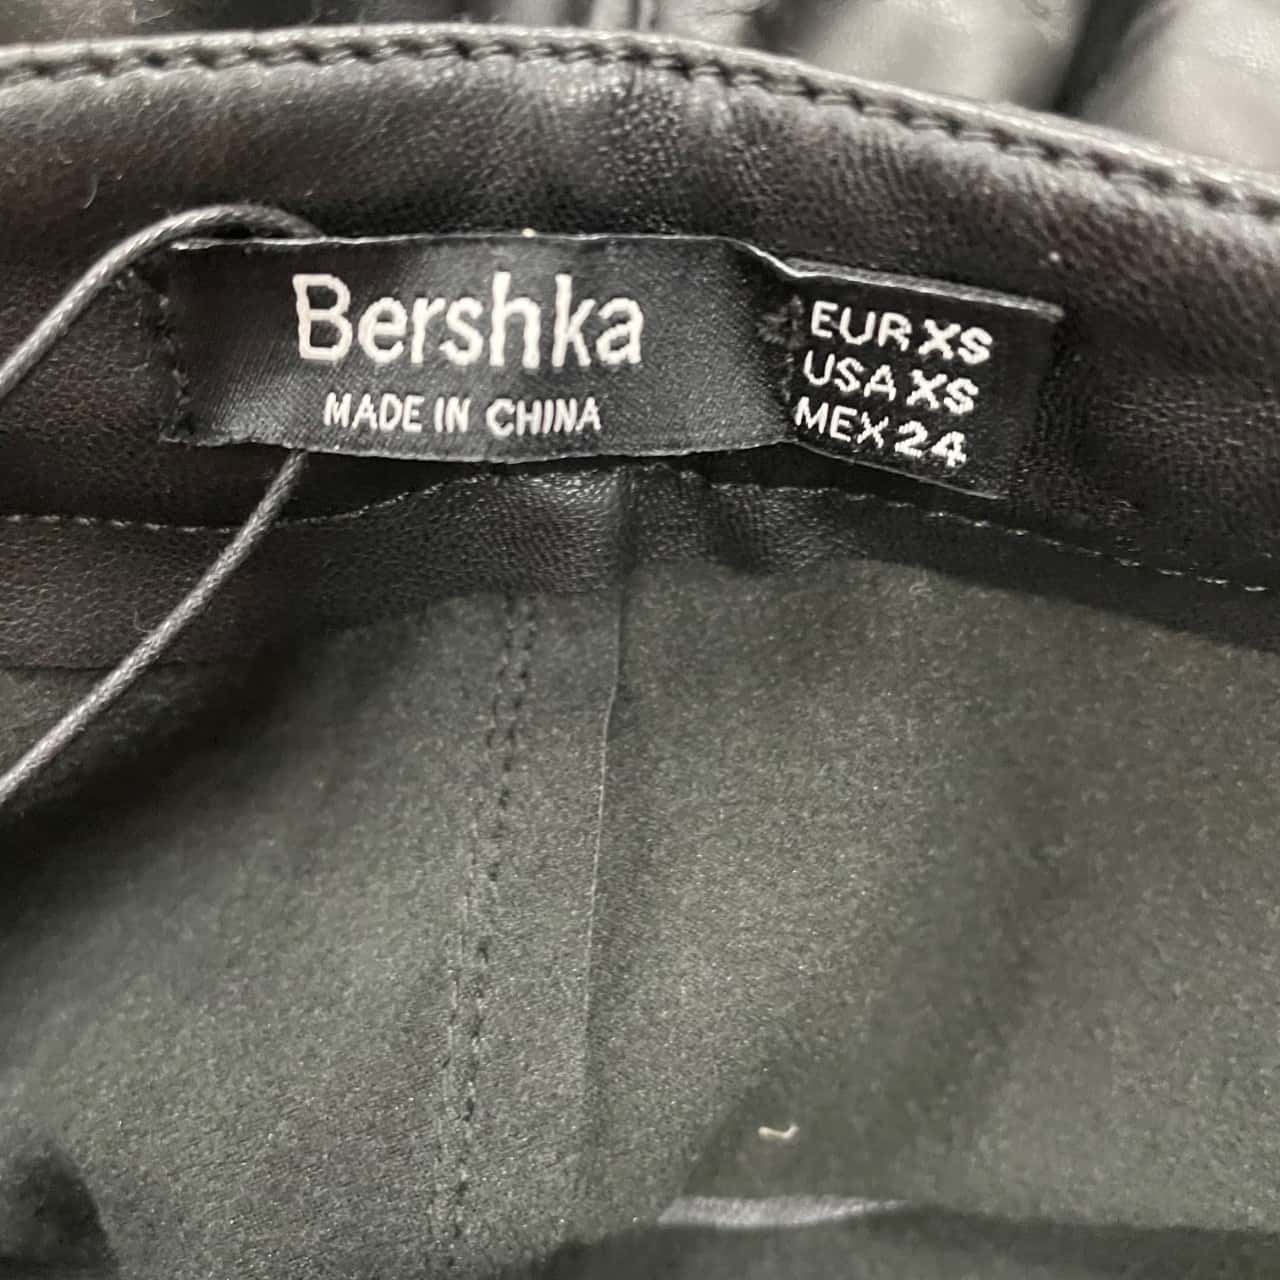 Bershka
MADE IN CHINA
EUR XS
USA XS
MEX 24